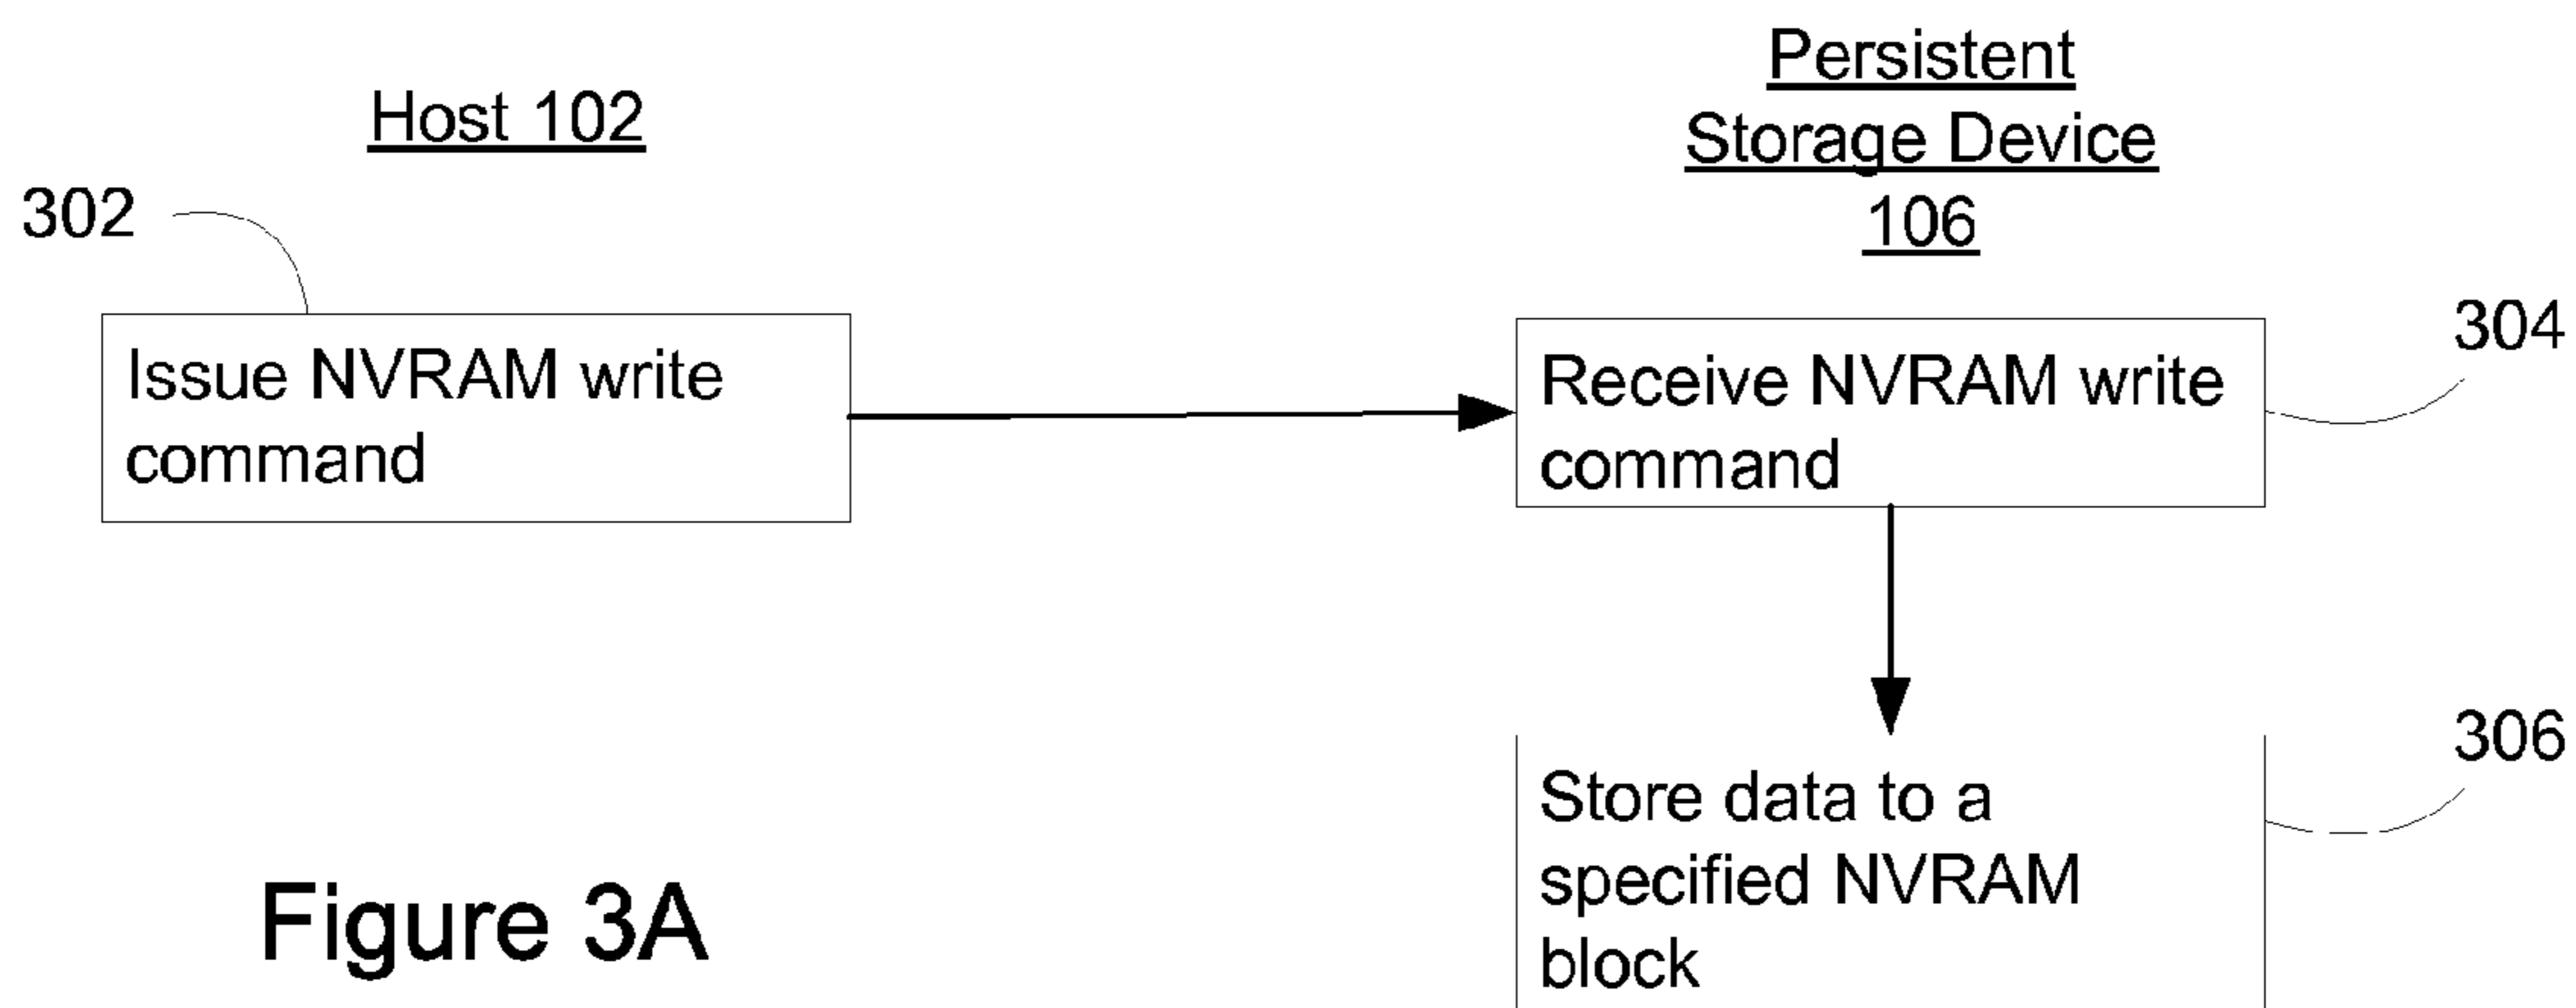 Host 102
Persistent
Storage Device
106
302
Issue NVRAM write
command
304
Receive NVRAM write
command
306
Store data to a
specified NVRAM
block
Figure 3A